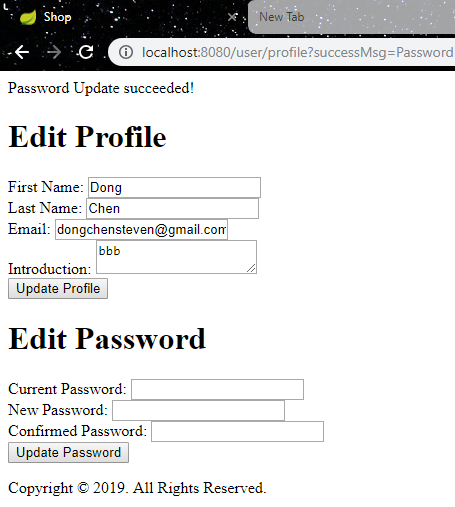 Shop
New Tab
localhost:8080/user/profile?successMsg=Password
Password Update succeeded!
Edit Profile
First Name: Dong
Last Name: Chen
Email: dongchensteven@gmail.com
Introduction: bbb
Update Profile
Edit Password
Current Password:
New Password:
Confirmed Password:
Update Password
Copyright © 2019. All Rights Reserved.